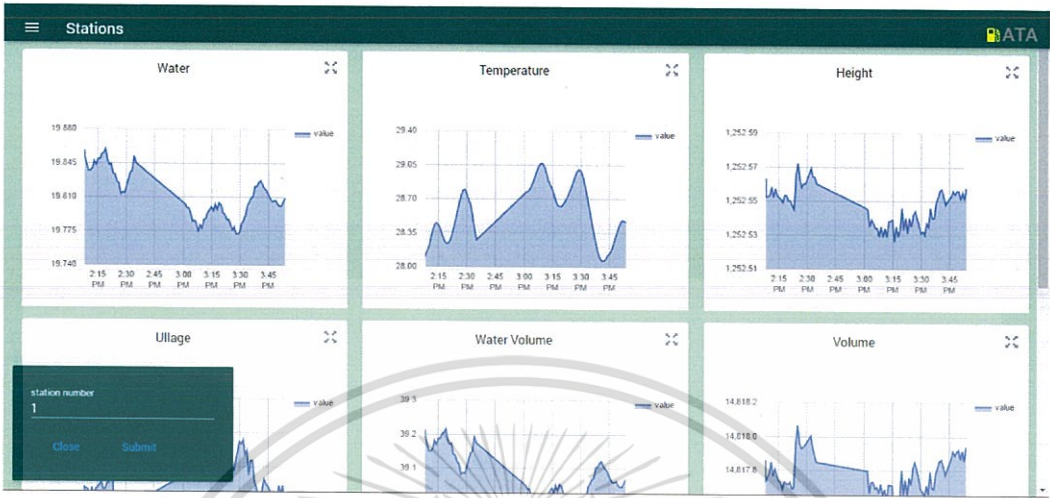 Stations
ATA
Water
19.880
19.845
19.810
19.775
19.740
2:15 PM 2:30 PM 2:45 PM 3:00 PM 3:15 PM 3:30 PM 3:45 PM
value
Temperature
29.40
29.05
28.70
28.35
28.00
2:15 PM 2:30 PM 2:45 PM 3:00 PM 3:15 PM 3:30 PM 3:45 PM
value
Height
1,252.59
1,252.57
1,252.55
1,252.53
1,252.51
2:15 PM 2:30 PM 2:45 PM 3:00 PM 3:15 PM 3:30 PM 3:45 PM
value
Ullage
value
station number
1
Close Submit
Water Volume
39.3
39.2
39.1
value
Volume
14,818.2
14,818.0
14,817.8
value